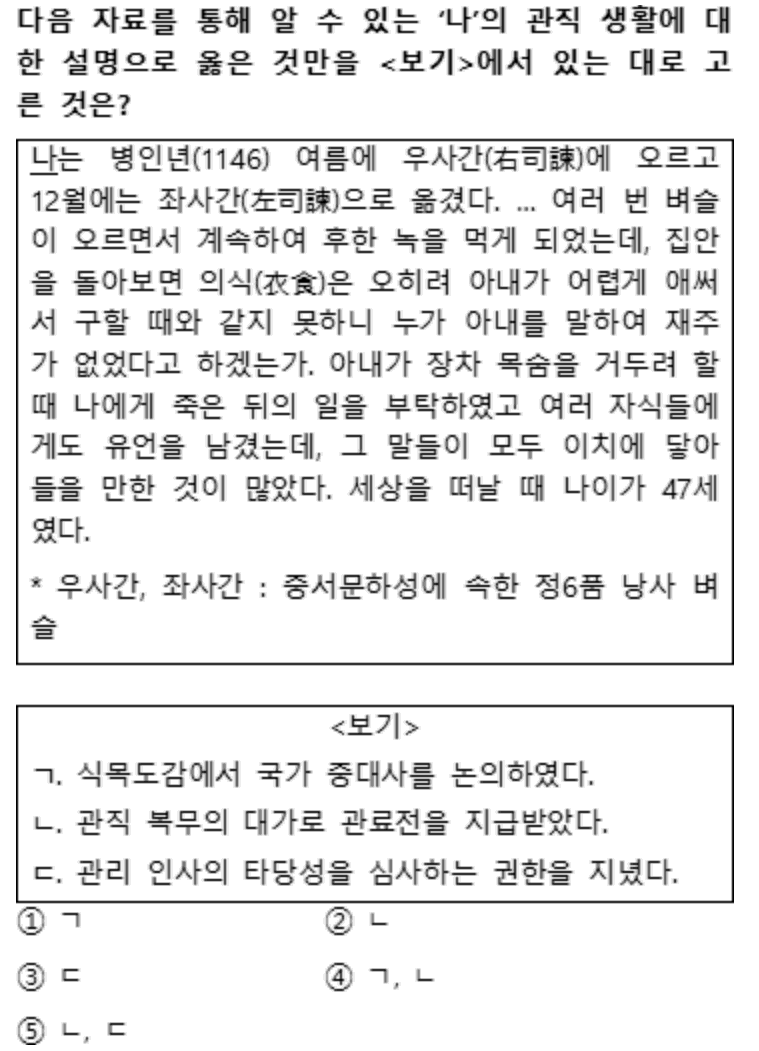 다음 자료를 통해 알 수 있는 ‘나’의 관직 생활에 대
한 설명으로 옳은 것만을 <보기>에서 있는 대로 고
른 것은?
나는 병인년(1146) 여름에 우사간(右司諫)에 오르고
12월에는 좌사간(左司諫)으로 옮겼다. ... 여러 번 벼슬
이 오르면서 계속하여 후한 녹을 먹게 되었는데, 집안
을 돌아보면 의식(衣食)은 오히려 아내가 어렵게 애써
서 구할 때와 같지 못하니 누가 아내를 말하여 재주
가 없었다고 하겠는가. 아내가 장차 목숨을 거두려 할
때 나에게 죽은 뒤의 일을 부탁하였고 여러 자식들에
게도 유언을 남겼는데, 그 말들이 모두 이치에 닿아
들을 만한 것이 많았다. 세상을 떠날 때 나이가 47세
였다.
* 우사간, 좌사간 : 중서문하성에 속한 정6품 낭사 벼
슬
<보기>
ㄱ. 식목도감에서 국가 중대사를 논의하였다.
ㄴ. 관직 복무의 대가로 관료전을 지급받았다.
ㄷ. 관리 인사의 타당성을 심사하는 권한을 지녔다.
① ㄱ ② ㄴ
③ ㄷ ④ ㄱ, ㄴ
⑤ ㄴ, ㄷ